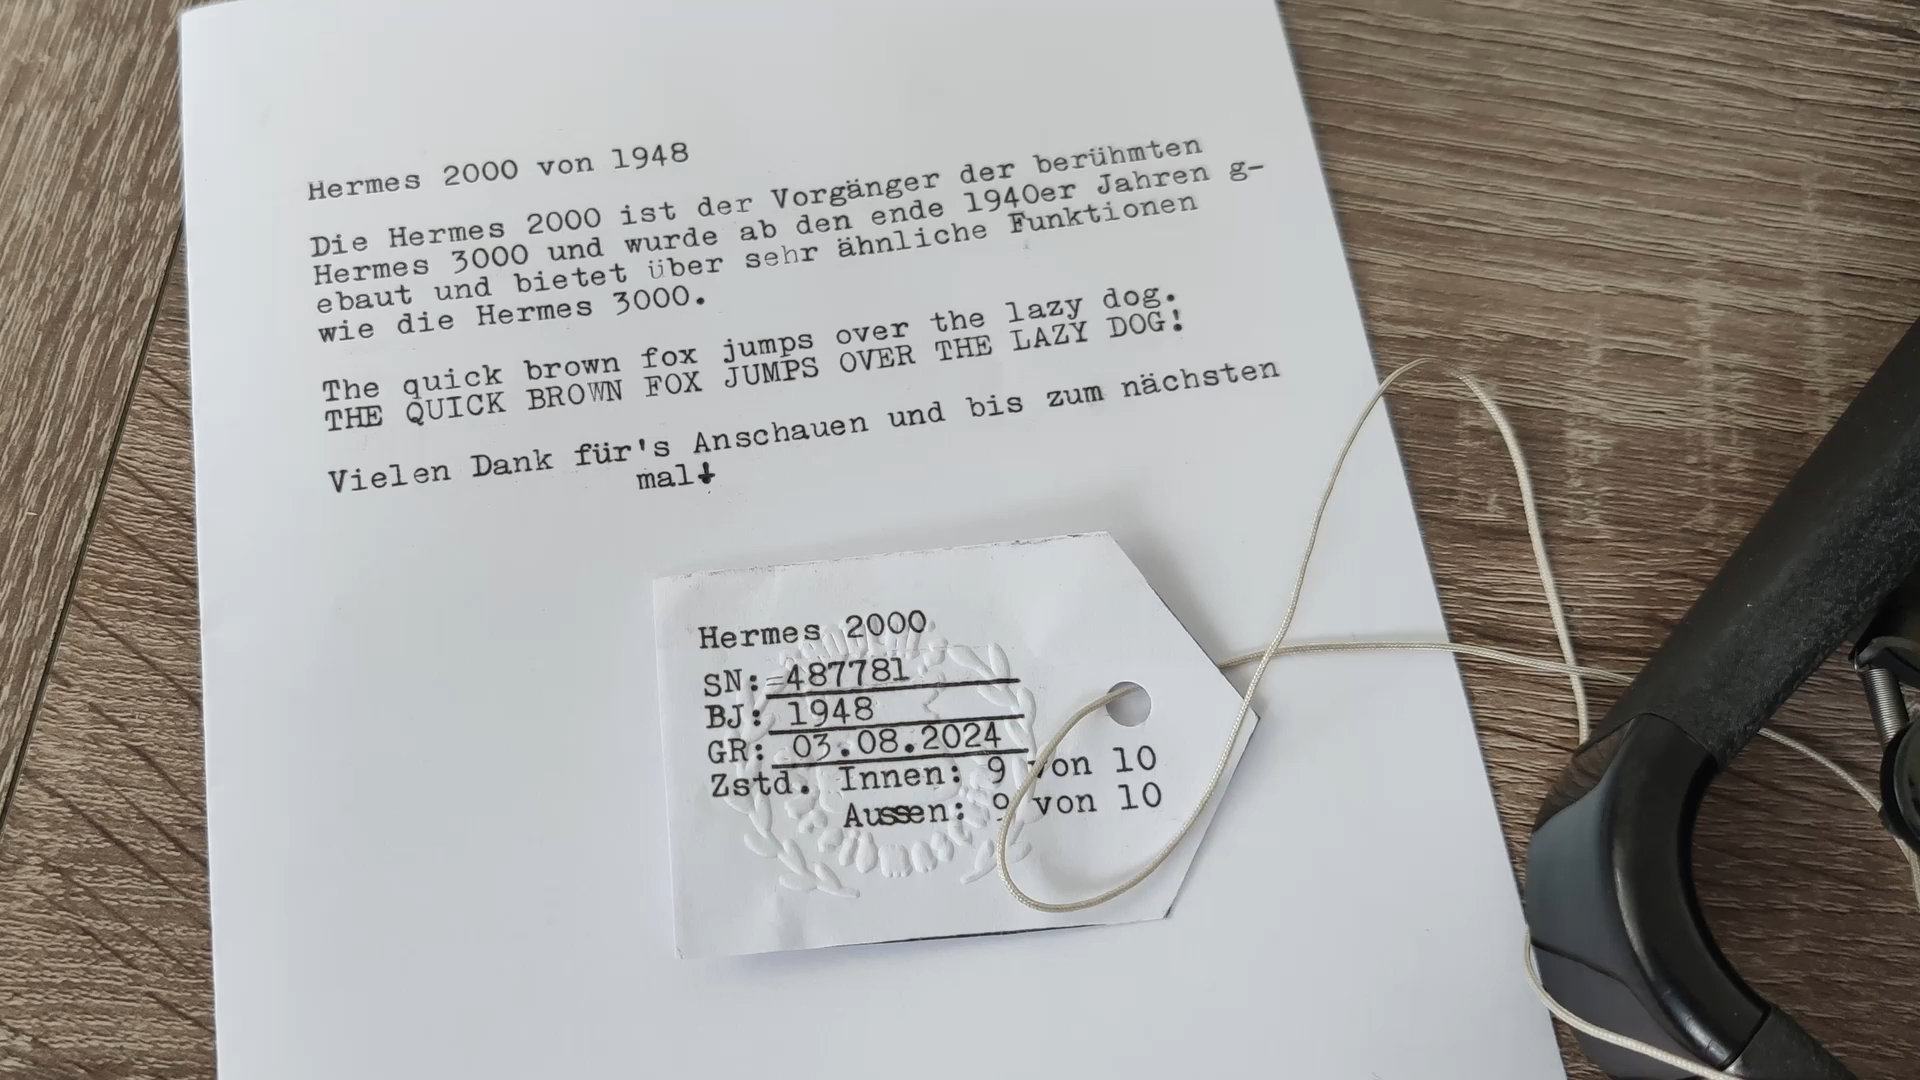 Hermes 2000 von 1948
Die Hermes 2000 ist der Vorgänger der berühmten
Hermes 3000 und wurde ab den ende 1940er Jahren g-
ebaut und bietet über sehr ähnliche Funktionen
wie die Hermes 3000.
The quick brown fox jumps over the lazy dog.
THE QUICK BROWN FOX JUMPS OVER THE LAZY DOG!
Vielen Dank für's Anschauen und bis zum nächsten
mal!
Hermes 2000
SN: 487781
BJ: 1948
GR: 03.08.2024
Zstd. Innen: 9 von 10
Aussen: 9 von 10